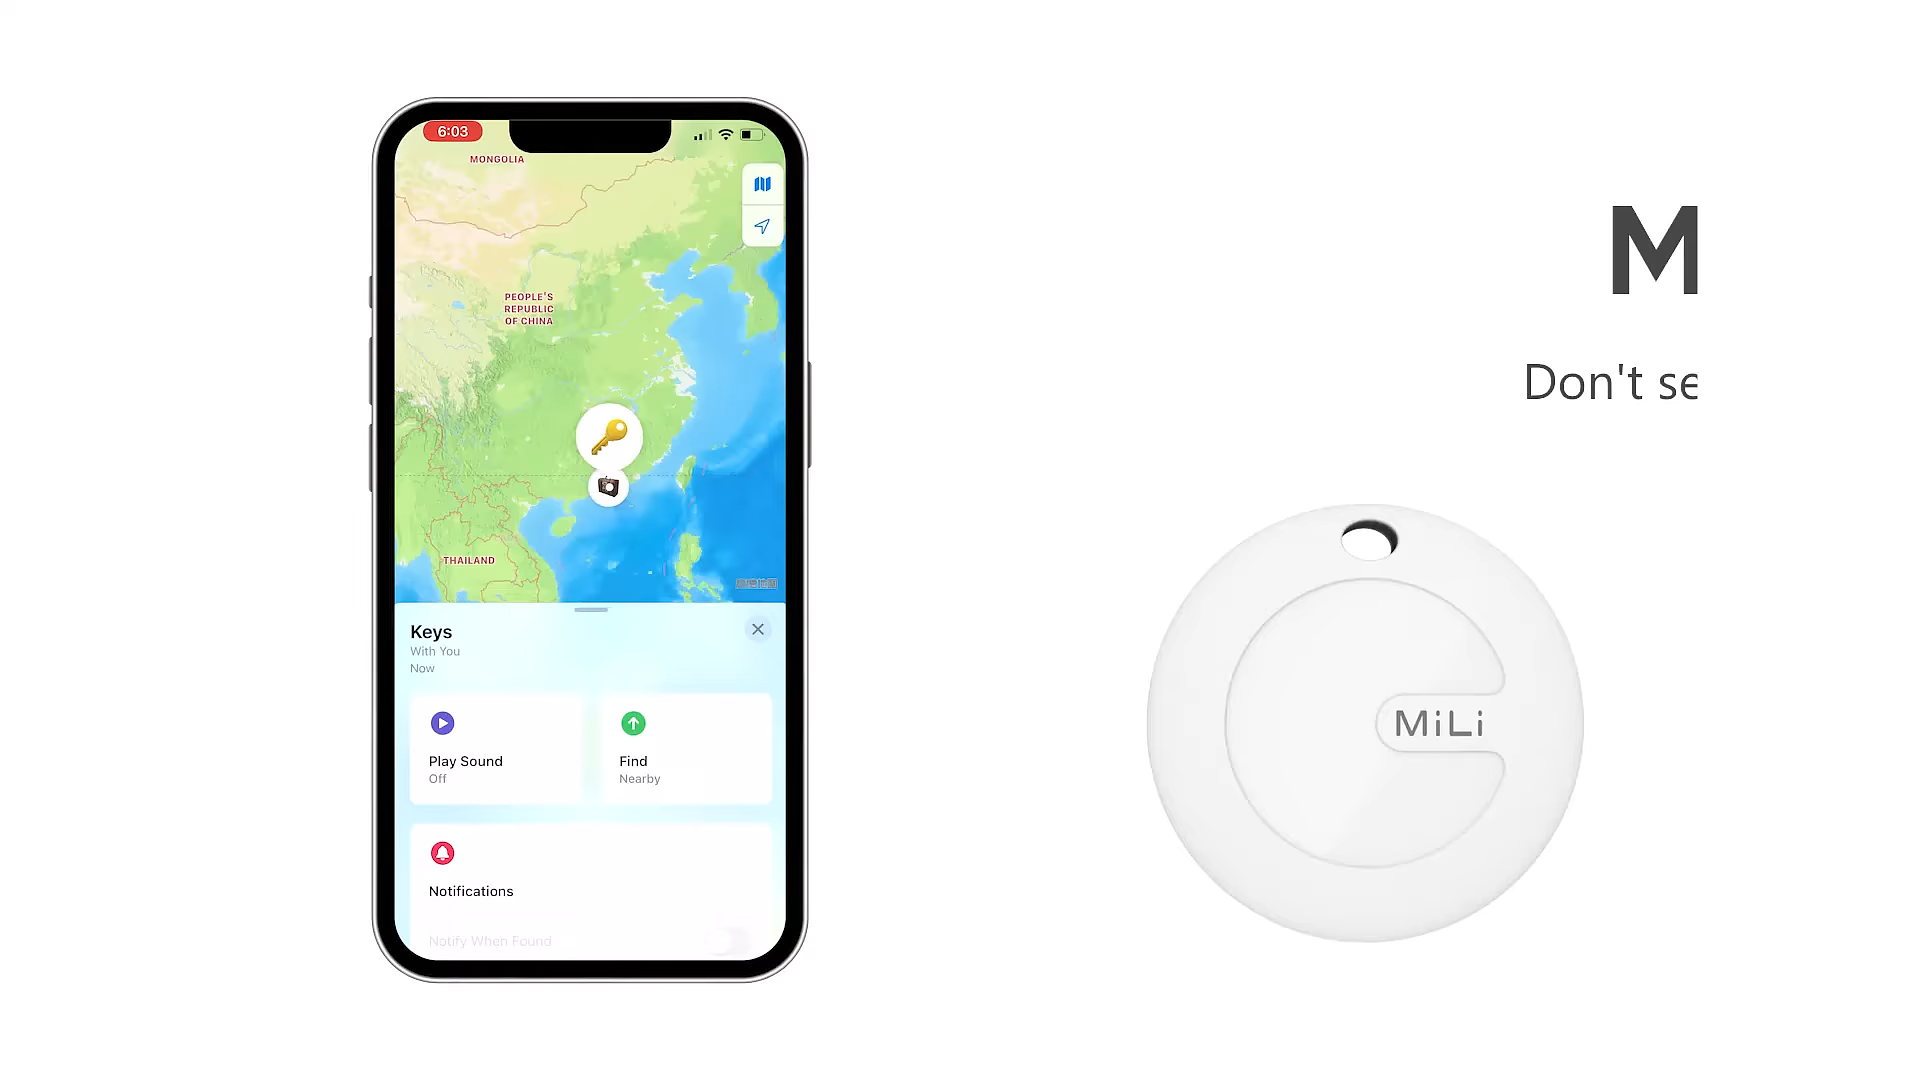 6:03
MONGOLIA
PEOPLE'S
REPUBLIC
OF CHINA
THAILAND
Keys
With You
Now
Play Sound
Off
Find
Nearby
Notifications
Notify When Found
M
Don't se
MiLi